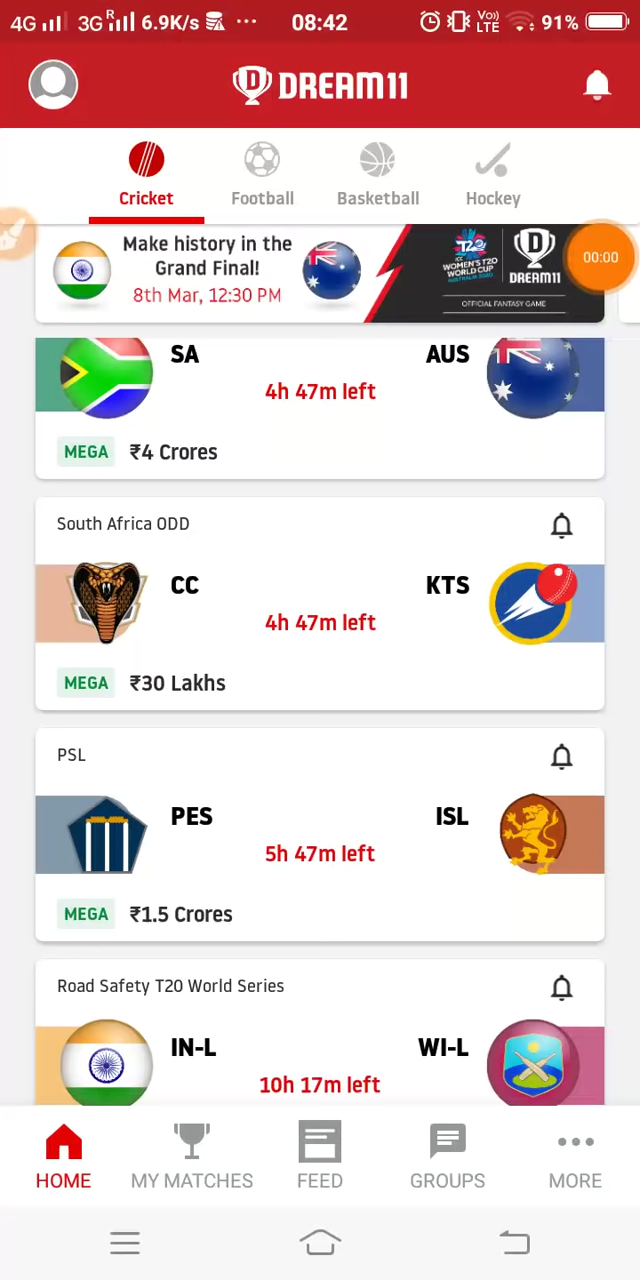 4G 3G R 6.9K/s ... 08:42 Vo) LTE 91%
DREAM11
Cricket Football Basketball Hockey
Make history in the
Grand Final!
8th Mar, 12:30 PM
T20
ICC
WOMEN'S T20
WORLD CUP
AUSTRALIA 2020
DREAM11
OFFICIAL FANTASY GAME
00:00
SA AUS
4h 47m left
MEGA ₹4 Crores
South Africa ODD
CC KTS
4h 47m left
MEGA ₹30 Lakhs
PSL
PES ISL
5h 47m left
MEGA ₹1.5 Crores
Road Safety T20 World Series
IN-L WI-L
10h 17m left
HOME MY MATCHES FEED GROUPS MORE